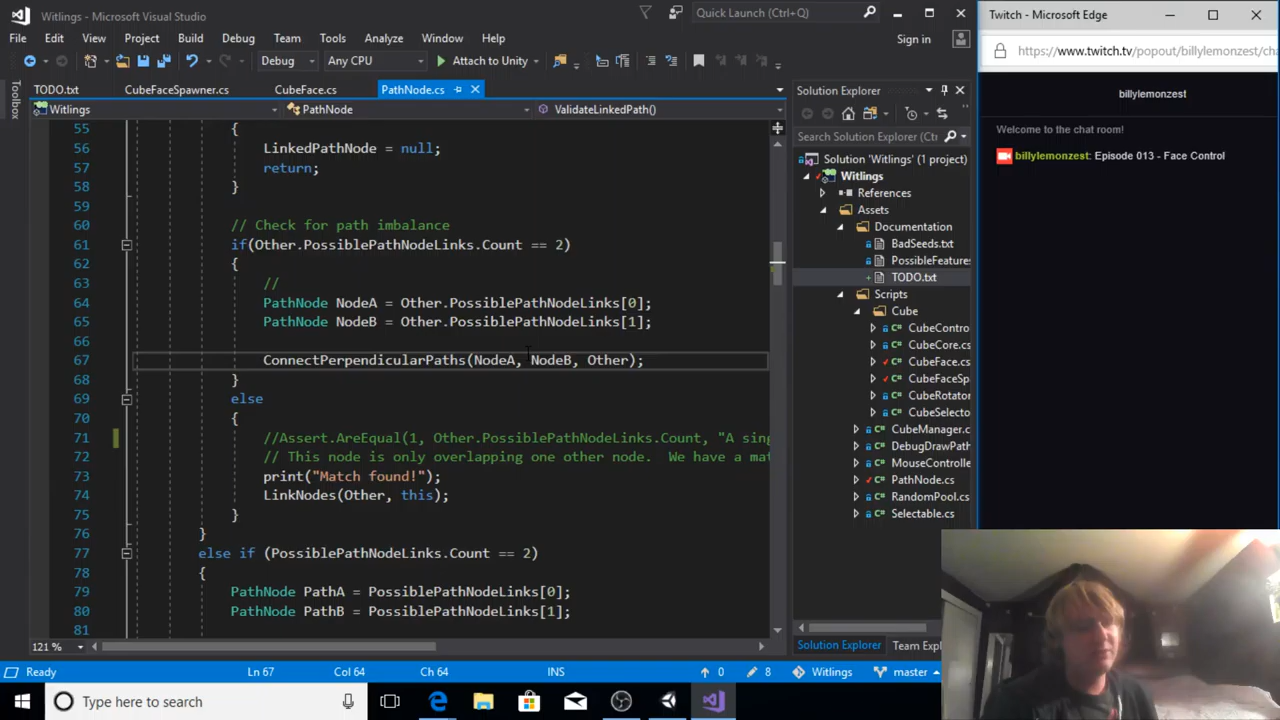 Witlings - Microsoft Visual Studio
Quick Launch (Ctrl+Q)
File Edit View Project Build Debug Team Tools Analyze Window Help
Sign in
Debug Any CPU Attach to Unity
Toolbox
TODO.txt CubeFaceSpawner.cs CubeFace.cs PathNode.cs
Witlings PathNode ValidateLinkedPath()
55 {
56 LinkedPathNode = null;
57 return;
58 }
59
60 // Check for path imbalance
61 if(Other.PossiblePathNodeLinks.Count == 2)
62 {
63 //
64 PathNode NodeA = Other.PossiblePathNodeLinks[0];
65 PathNode NodeB = Other.PossiblePathNodeLinks[1];
66
67 ConnectPerpendicularPaths(NodeA, NodeB, Other);
68 }
69 else
70 {
71 //Assert.AreEqual(1, Other.PossiblePathNodeLinks.Count, "A sing
72 // This node is only overlapping one other node.  We have a mat
73 print("Match found!");
74 LinkNodes(Other, this);
75 }
76 }
77 else if (PossiblePathNodeLinks.Count == 2)
78 {
79 PathNode PathA = PossiblePathNodeLinks[0];
80 PathNode PathB = PossiblePathNodeLinks[1];
81
121 %
Ready Ln 67 Col 64 Ch 64 INS 0 8 Witlings master
Solution Explorer
Search Solution Explorer (Ctrl
Solution 'Witlings' (1 project)
Witlings
References
Assets
Documentation
BadSeeds.txt
PossibleFeatures
TODO.txt
Scripts
Cube
CubeContro
CubeCore.cs
CubeFace.cs
CubeFaceSp
CubeRotator
CubeSelecto
CubeManager.c
DebugDrawPath
MouseControlle
PathNode.cs
RandomPool.cs
Selectable.cs
Solution Explorer Team Expl
Type here to search
Twitch - Microsoft Edge
https://www.twitch.tv/popout/billylemonzest/cha
billylemonzest
Welcome to the chat room!
billylemonzest: Episode 013 - Face Control